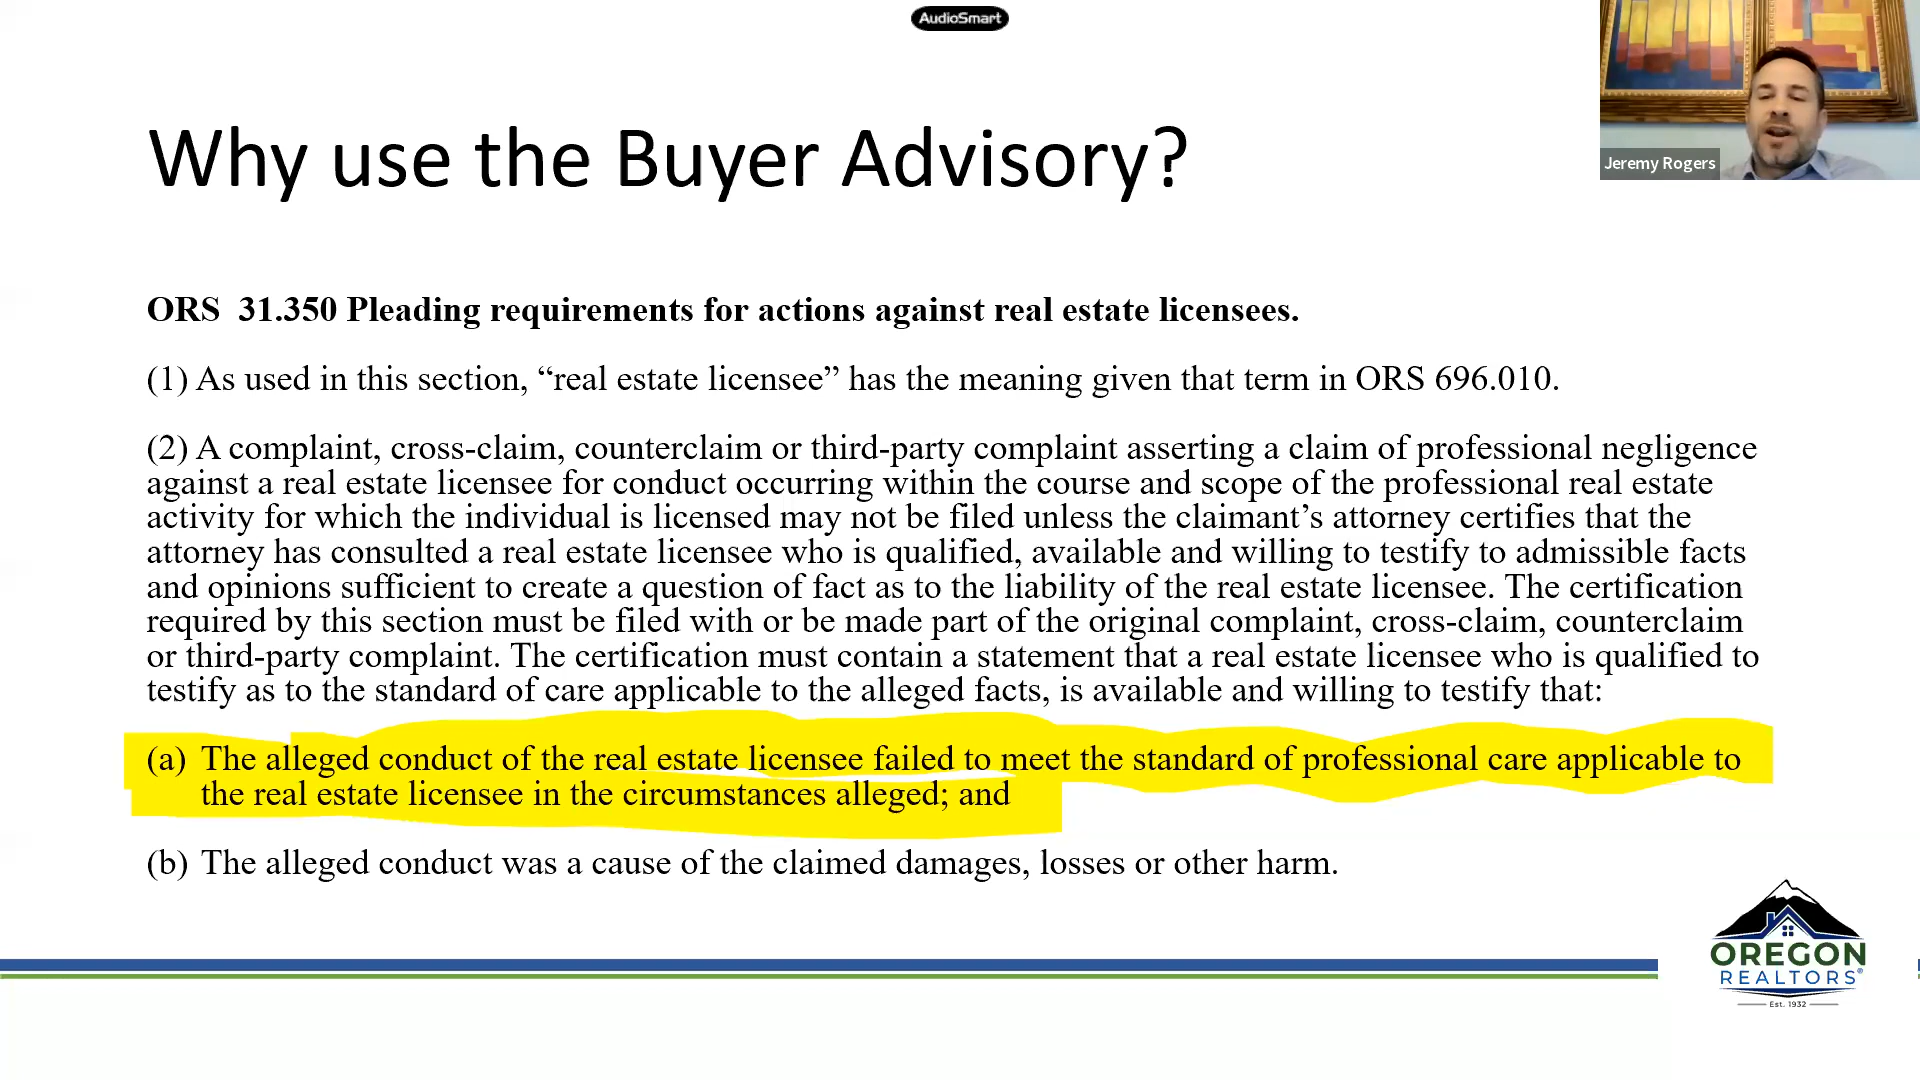 AudioSmart
Jeremy Rogers
Why use the Buyer Advisory?
ORS 31.350 Pleading requirements for actions against real estate licensees.
(1) As used in this section, “real estate licensee” has the meaning given that term in ORS 696.010.
(2) A complaint, cross-claim, counterclaim or third-party complaint asserting a claim of professional negligence
against a real estate licensee for conduct occurring within the course and scope of the professional real estate
activity for which the individual is licensed may not be filed unless the claimant’s attorney certifies that the
attorney has consulted a real estate licensee who is qualified, available and willing to testify to admissible facts
and opinions sufficient to create a question of fact as to the liability of the real estate licensee. The certification
required by this section must be filed with or be made part of the original complaint, cross-claim, counterclaim
or third-party complaint. The certification must contain a statement that a real estate licensee who is qualified to
testify as to the standard of care applicable to the alleged facts, is available and willing to testify that:
(a) The alleged conduct of the real estate licensee failed to meet the standard of professional care applicable to
the real estate licensee in the circumstances alleged; and
(b) The alleged conduct was a cause of the claimed damages, losses or other harm.
OREGON
REALTORS®
Est. 1932